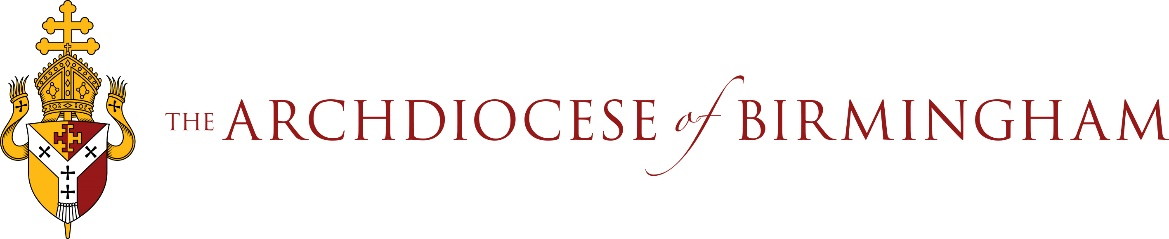 THE ARCHDIOCESE of BIRMINGHAM